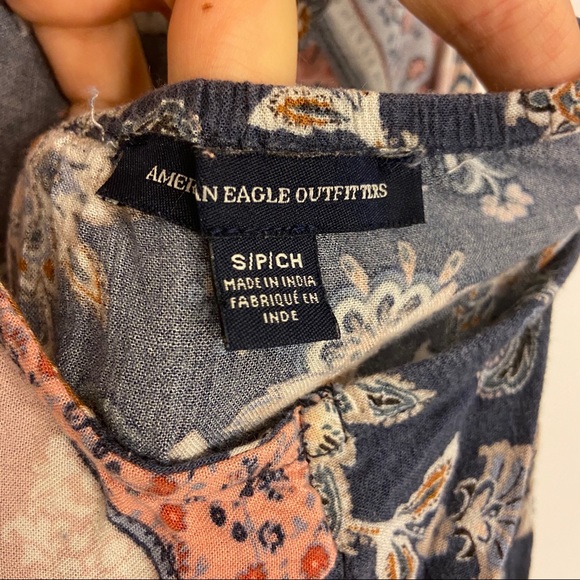 AMERICAN EAGLE OUTFITTERS
S/P/CH
MADE IN INDIA
FABRIQUÉ EN
INDE